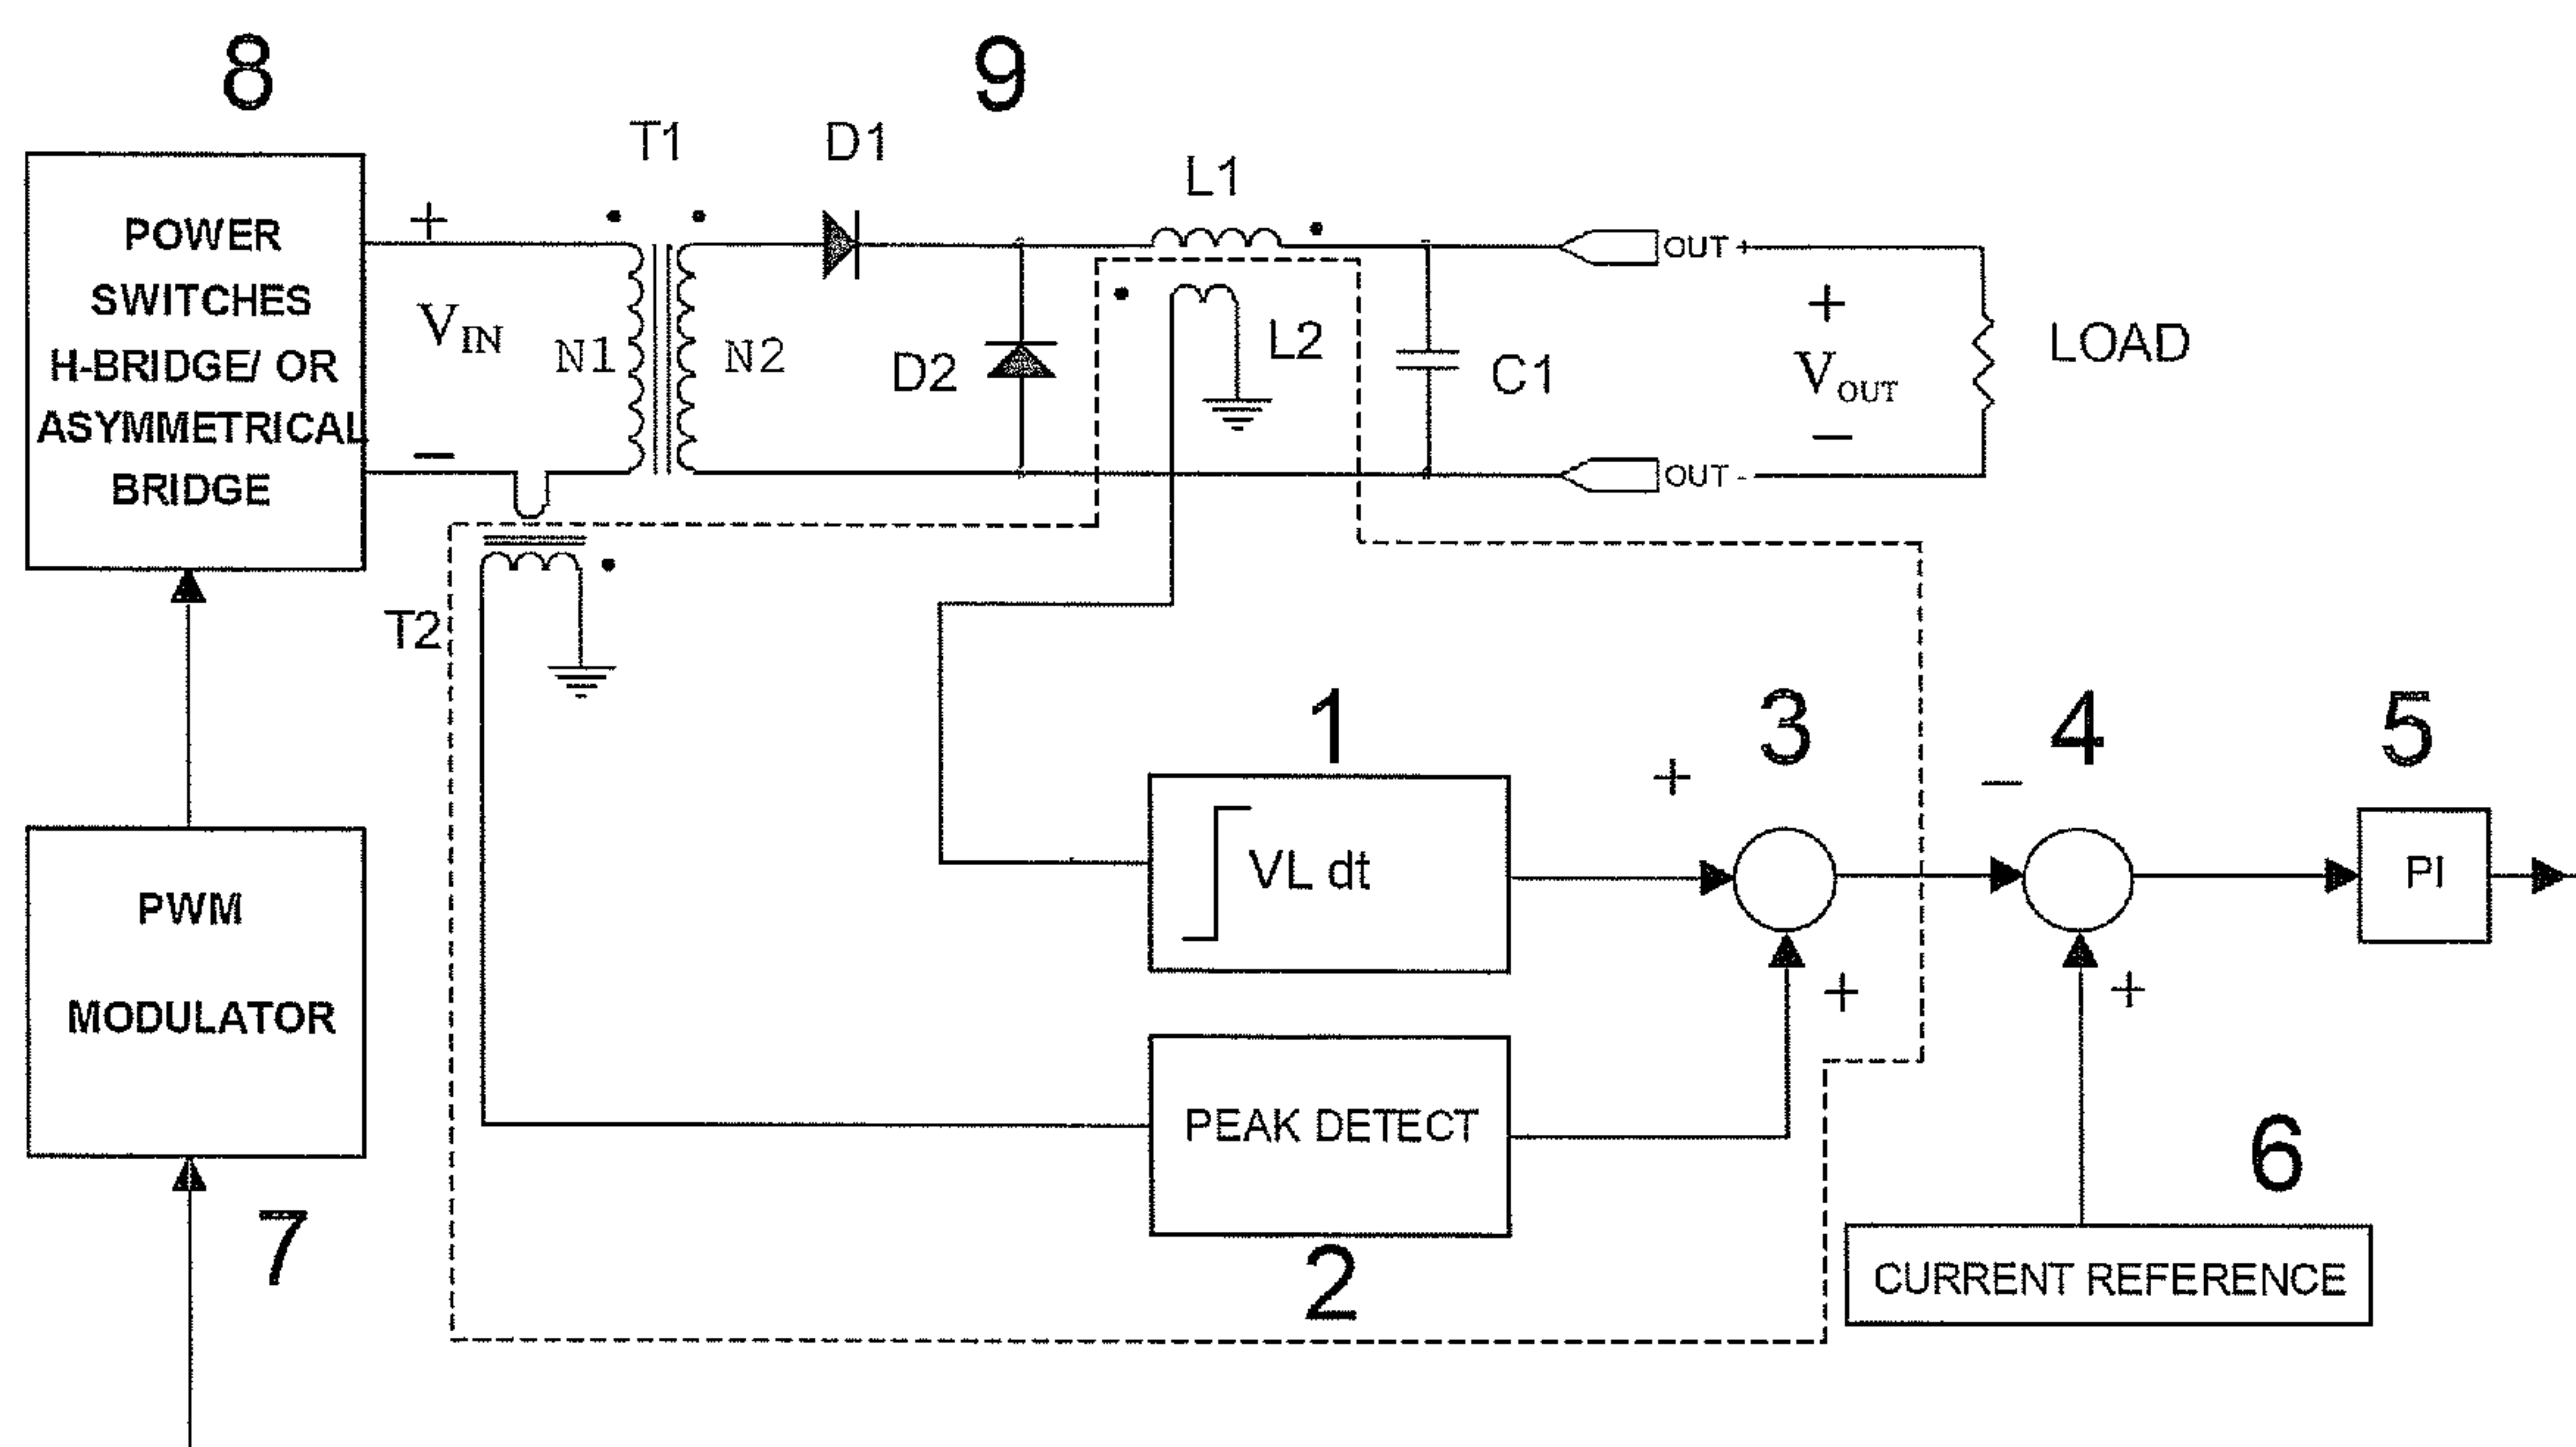 8
9
T1
D1
L1
POWER
SWITCHES
H-BRIDGE/ OR
ASYMMETRICAL
BRIDGE
+
VIN
−
N1
N2
D2
L2
C1
OUT +
OUT -
+
VOUT
−
LOAD
T2
1
VL dt
+
3
+
−
4
+
5
PI
PWM
MODULATOR
7
PEAK DETECT
2
6
CURRENT REFERENCE